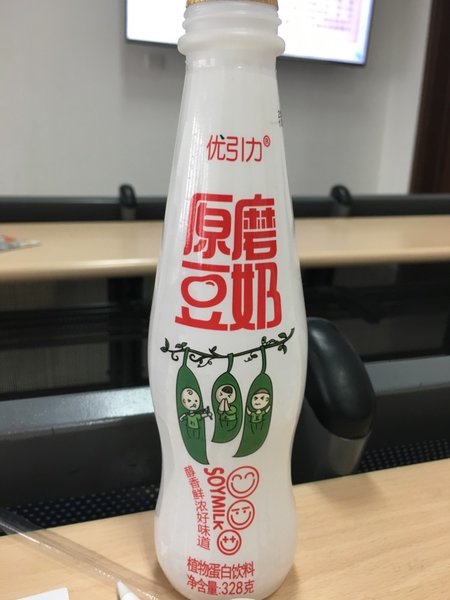 优引力®
原磨
豆奶
SOYMILK
醇香鲜浓好味道
植物蛋白饮料
净含量:328克